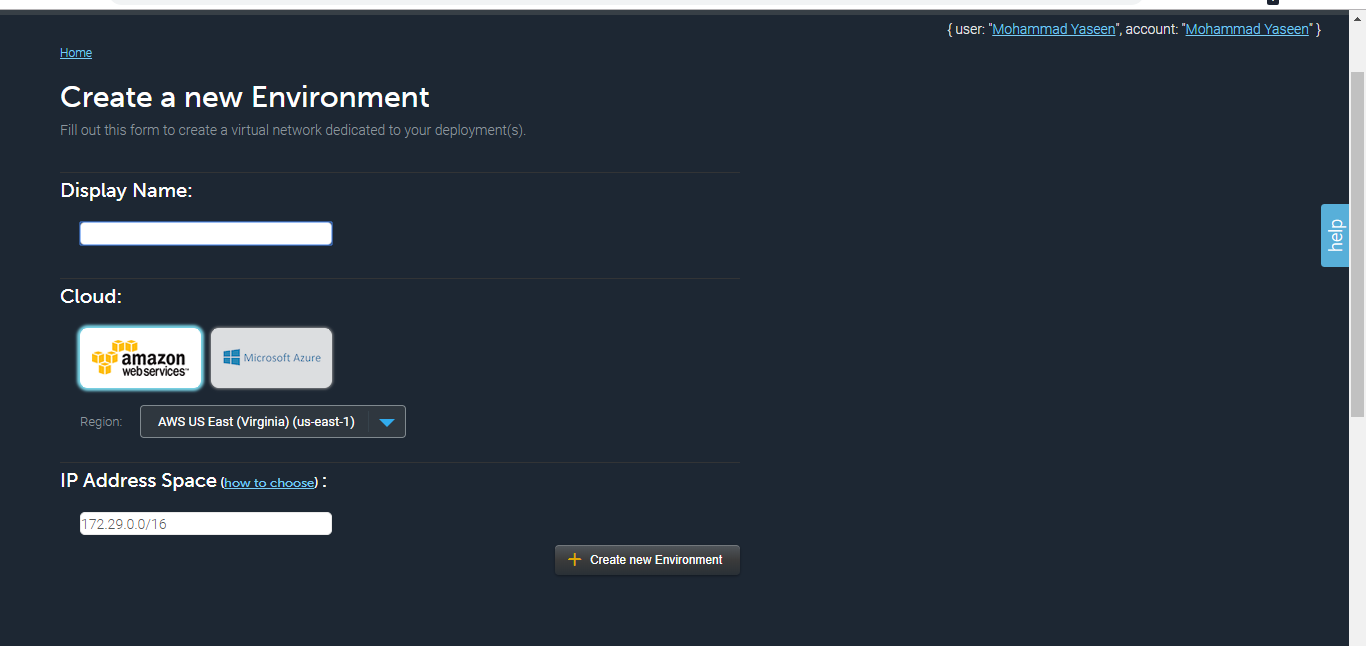 { user: "Mohammad Yaseen", account: "Mohammad Yaseen" }
Home
Create a new Environment
Fill out this form to create a virtual network dedicated to your deployment(s).
Display Name:
help
Cloud:
amazon
webservices™
Microsoft Azure
Region: AWS US East (Virginia) (us-east-1)
IP Address Space (how to choose) :
172.29.0.0/16
Create new Environment